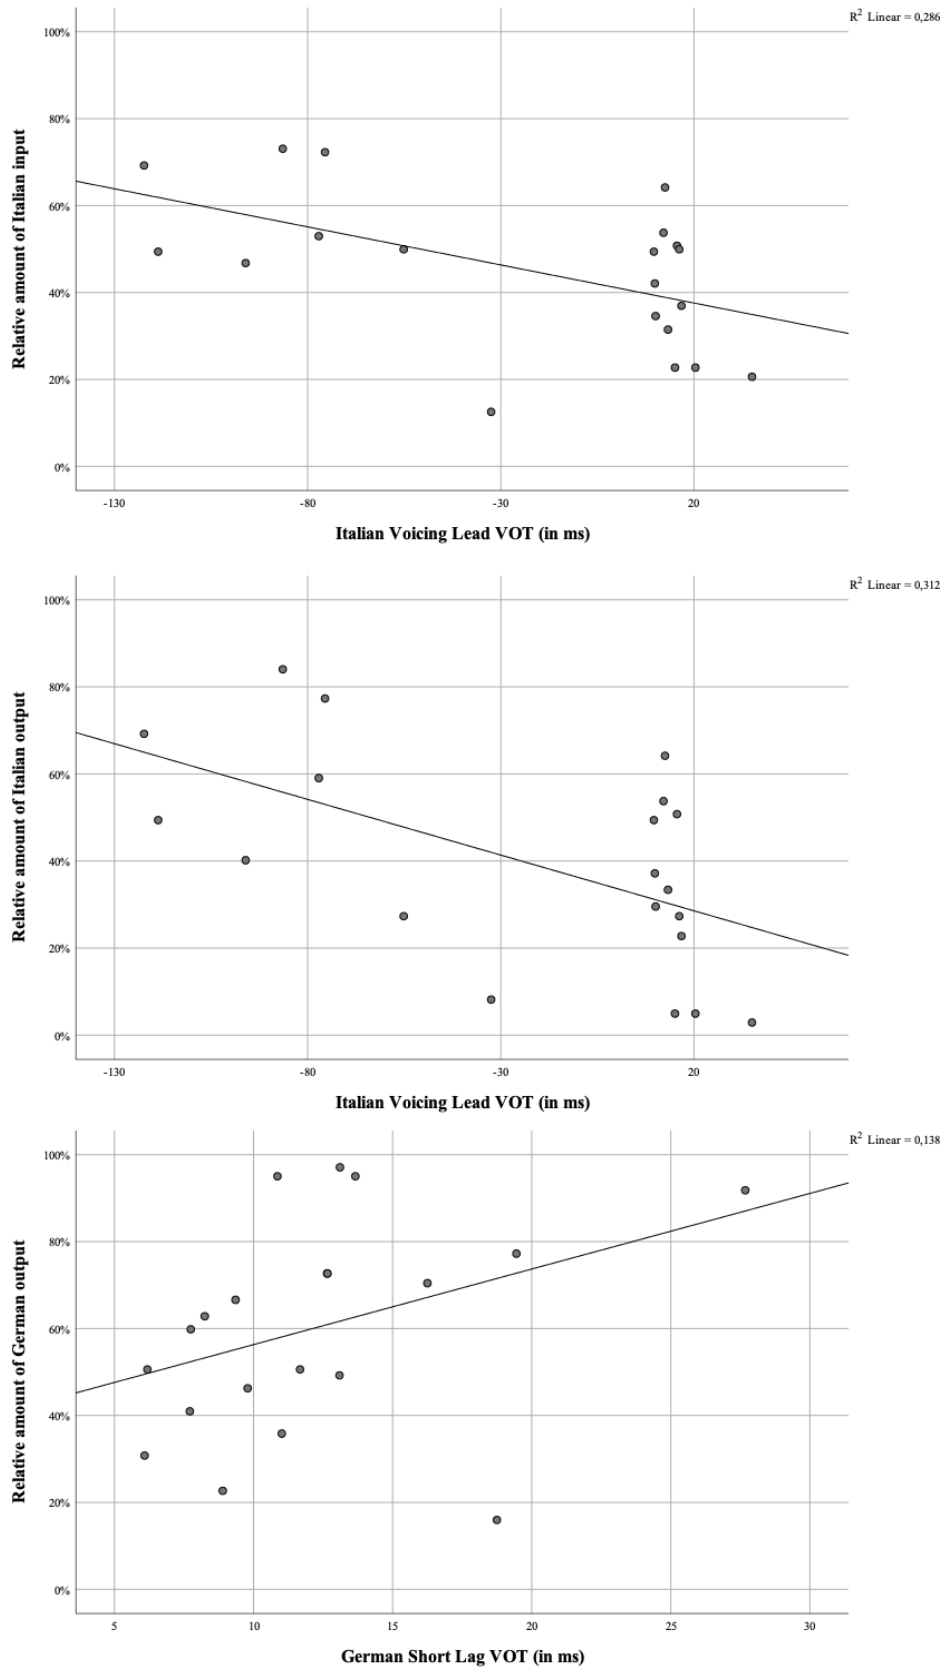 R² Linear = 0,286
100%
80%
60%
40%
20%
0%
Relative amount of Italian input
-130 -80 -30 20
Italian Voicing Lead VOT (in ms)
R² Linear = 0,312
100%
80%
60%
40%
20%
0%
Relative amount of Italian output
-130 -80 -30 20
Italian Voicing Lead VOT (in ms)
R² Linear = 0,138
100%
80%
60%
40%
20%
0%
Relative amount of German output
5 10 15 20 25 30
German Short Lag VOT (in ms)